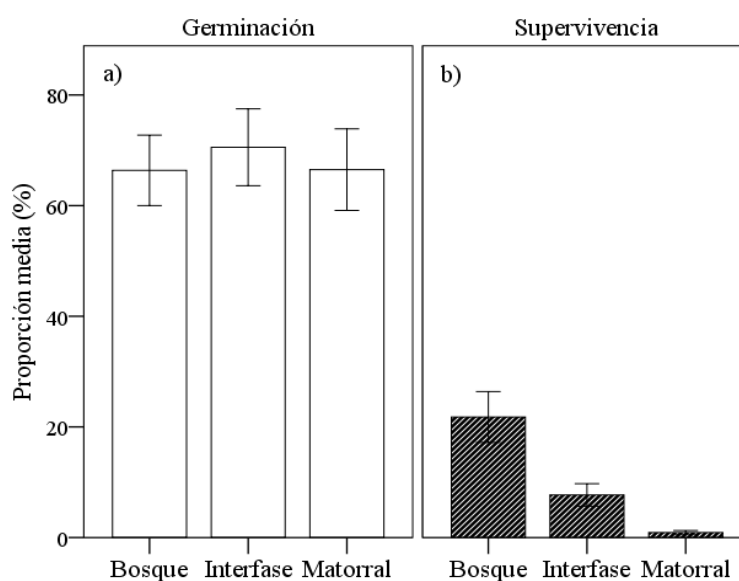 Germinación
Supervivencia
a)
b)
Proporción media (%)
80
60
40
20
0
Bosque Interfase Matorral
Bosque Interfase Matorral